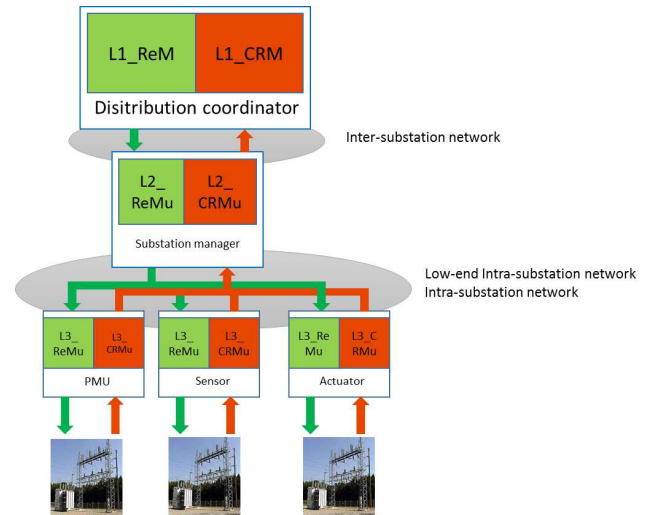 L1_ReM
L1_CRM
Disitribution coordinator
Inter-substation network
L2_
ReMu
L2_
CRMu
Substation manager
Low-end Intra-substation network
Intra-substation network
L3_
ReMu
L3_
CRMu
PMU
L3_
ReMu
L3_
CRMu
Sensor
L3_Re
Mu
L3_C
RMu
Actuator